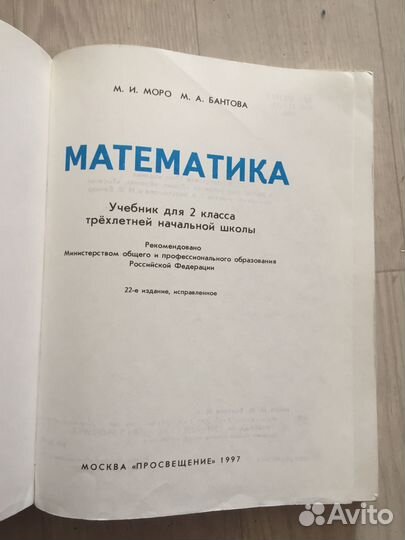 М. И. МОРО М. А. БАНТОВА
МАТЕМАТИКА
Учебник для 2 класса
трёхлетней начальной школы
Рекомендовано
Министерством общего и профессионального образования
Российской Федерации
22-е издание, исправленное
МОСКВА «ПРОСВЕЩЕНИЕ» 1997
Avito